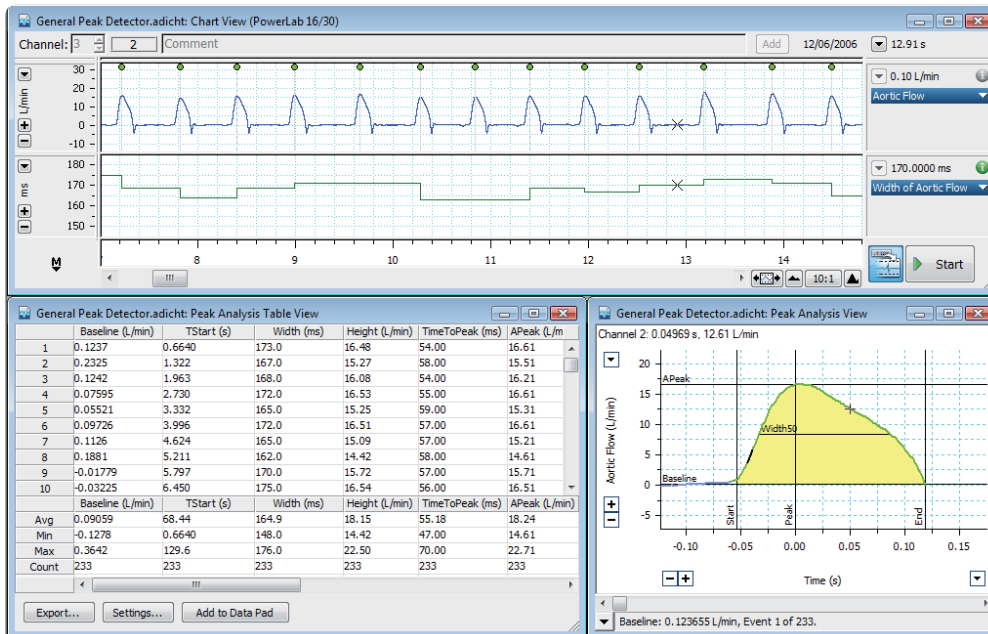 General Peak Detector.adicht: Chart View (PowerLab 16/30)
Channel: 3 2 Comment Add 12/06/2006 12.91 s
30
20
10
0
-10
L/min
0.10 L/min
Aortic Flow
180
170
160
150
ms
170.0000 ms
Width of Aortic Flow
M 8 9 10 11 12 13 14
10:1 Start
General Peak Detector.adicht: Peak Analysis Table View
Baseline (L/min) TStart (s) Width (ms) Height (L/min) TimeToPeak (ms) APeak (L/m
1 0.1237 0.6640 173.0 16.48 54.00 16.61
2 0.2325 1.322 167.0 15.27 58.00 15.51
3 0.1242 1.963 168.0 16.08 54.00 16.21
4 0.07595 2.730 172.0 16.53 55.00 16.61
5 0.05521 3.332 165.0 15.25 59.00 15.31
6 0.09726 3.996 172.0 16.51 57.00 16.61
7 0.1126 4.624 165.0 15.09 57.00 15.21
8 0.1881 5.211 162.0 14.42 58.00 14.61
9 -0.01779 5.797 170.0 15.72 57.00 15.71
10 -0.03225 6.450 175.0 16.54 56.00 16.51
Baseline (L/min) TStart (s) Width (ms) Height (L/min) TimeToPeak (ms) APeak (L/min)
Avg 0.09059 68.44 164.9 18.15 55.18 18.24
Min -0.1278 0.6640 148.0 14.42 47.00 14.61
Max 0.3642 129.6 176.0 22.50 70.00 22.71
Count 233 233 233 233 233 233
Export... Settings... Add to Data Pad
General Peak Detector.adicht: Peak Analysis View
Channel 2: 0.04969 s, 12.61 L/min
20
15
10
5
0
-5
Aortic Flow (L/min)
APeak
Width50
Baseline
Start
Peak
End
-0.10 -0.05 0.00 0.05 0.10 0.15
Time (s)
Baseline: 0.123655 L/min, Event 1 of 233.